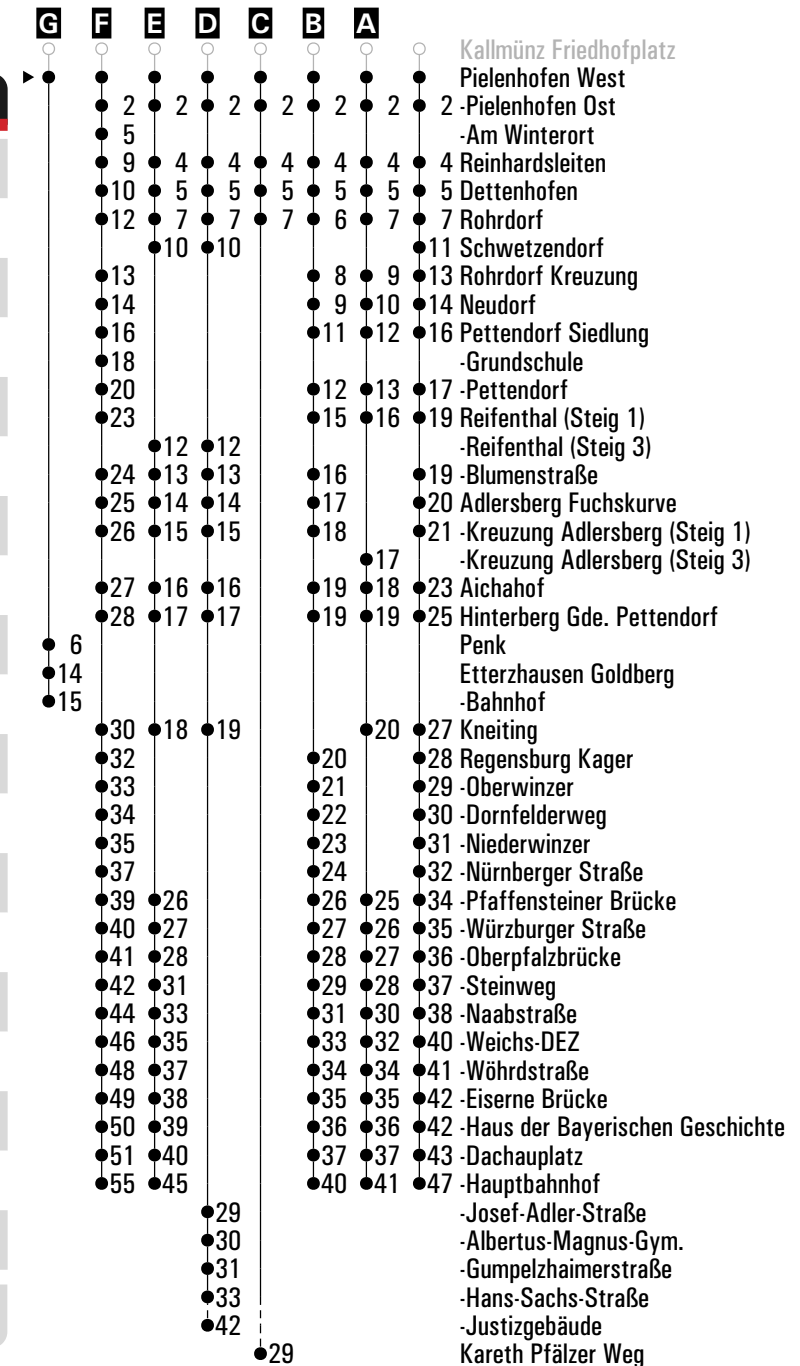 G F E D C B A
Kallmünz Friedhofplatz
Pielenhofen West
2 2 2 2 2 2 2 -Pielenhofen Ost
5 -Am Winterort
9 4 4 4 4 4 4 Reinhardsleiten
10 5 5 5 5 5 5 Dettenhofen
12 7 7 7 6 7 7 Rohrdorf
10 10 11 Schwetzendorf
13 8 9 13 Rohrdorf Kreuzung
14 9 10 14 Neudorf
16 11 12 16 Pettendorf Siedlung
18 -Grundschule
20 12 13 17 -Pettendorf
23 15 16 19 Reifenthal (Steig 1)
12 12 -Reifenthal (Steig 3)
24 13 13 16 19 -Blumenstraße
25 14 14 17 20 Adlersberg Fuchskurve
26 15 15 18 21 -Kreuzung Adlersberg (Steig 1)
17 -Kreuzung Adlersberg (Steig 3)
27 16 16 19 18 23 Aichahof
28 17 17 19 19 25 Hinterberg Gde. Pettendorf
6 Penk
14 Etterzhausen Goldberg
15 -Bahnhof
30 18 19 20 27 Kneiting
32 20 28 Regensburg Kager
33 21 29 -Oberwinzer
34 22 30 -Dornfelderweg
35 23 31 -Niederwinzer
37 24 32 -Nürnberger Straße
39 26 26 25 34 -Pfaffensteiner Brücke
40 27 27 26 35 -Würzburger Straße
41 28 28 27 36 -Oberpfalzbrücke
42 31 29 28 37 -Steinweg
44 33 31 30 38 -Naabstraße
46 35 33 32 40 -Weichs-DEZ
48 37 34 34 41 -Wöhrdstraße
49 38 35 35 42 -Eiserne Brücke
50 39 36 36 42 -Haus der Bayerischen Geschichte
51 40 37 37 43 -Dachauplatz
55 45 40 41 47 -Hauptbahnhof
29 -Josef-Adler-Straße
30 -Albertus-Magnus-Gym.
31 -Gumpelzhaimerstraße
33 -Hans-Sachs-Straße
42 -Justizgebäude
29 Kareth Pfälzer Weg